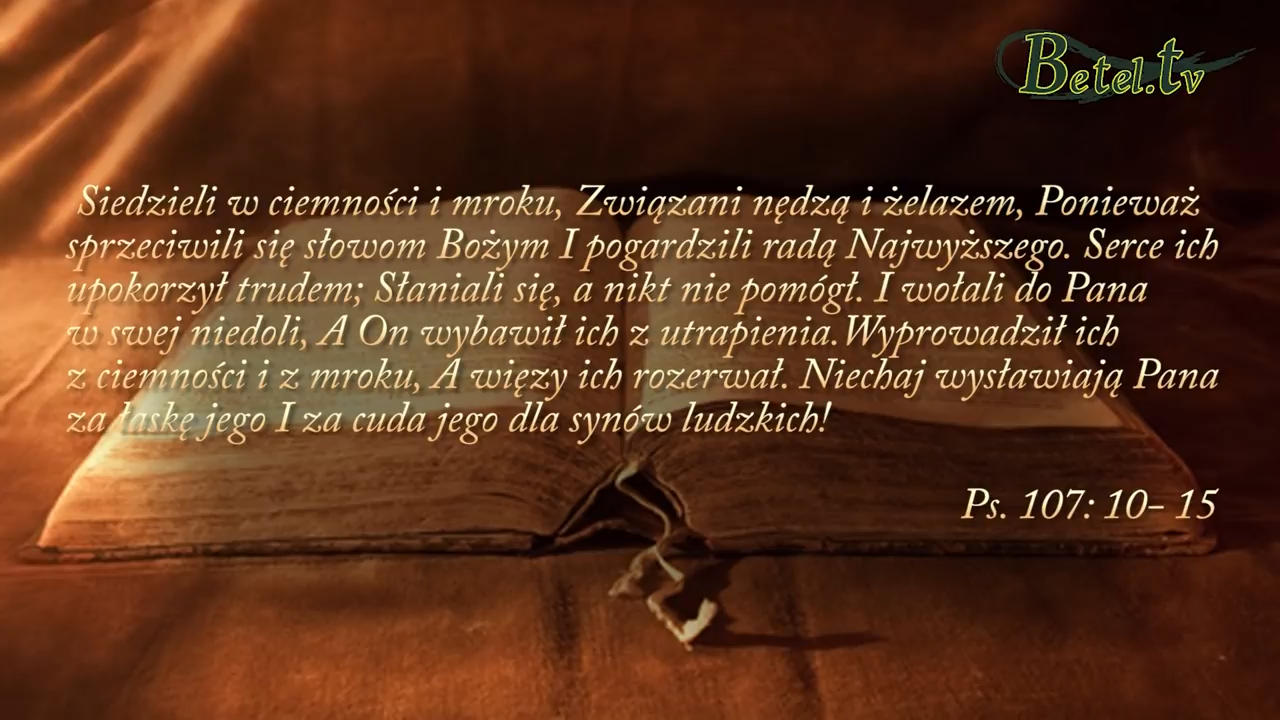 Betel.tv
Siedzieli w ciemności i mroku, Związani nędzą i żelazem, Ponieważ
sprzeciwili się słowom Bożym I pogardzili radą Najwyższego. Serce ich
upokorzył trudem; Słaniali się, a nikt nie pomógł. I wołali do Pana
w swej niedoli, A On wybawił ich z utrapienia.Wyprowadził ich
z ciemności i z mroku, A więzy ich rozerwał. Niechaj wysławiają Pana
za łaskę jego I za cuda jego dla synów ludzkich!
Ps. 107: 10– 15